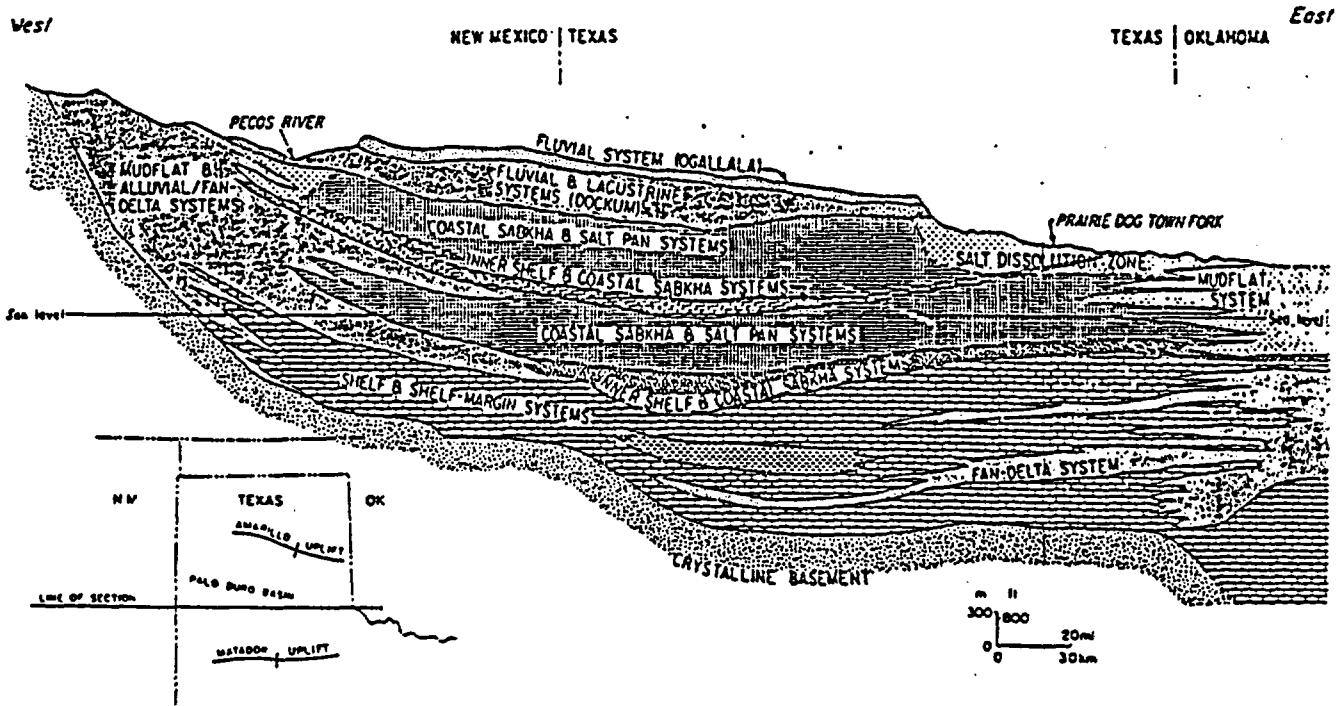 West
East
NEW MEXICO | TEXAS
TEXAS | OKLAHOMA
PECOS RIVER
FLUVIAL SYSTEM (OGALLALA)
MUDFLAT &
ALLUVIAL/FAN-
DELTA SYSTEMS
FLUVIAL & LACUSTRINE
SYSTEMS (DOCKUM)
PRAIRIE DOG TOWN FORK
COASTAL SABKHA & SALT PAN SYSTEMS
SALT DISSOLUTION ZONE
INNER SHELF & COASTAL SABKHA SYSTEMS
MUDFLAT
SYSTEM
Sea level
Sea level
COASTAL SABKHA & SALT PAN SYSTEMS
INNER SHELF & COASTAL SABKHA SYSTEMS
SHELF & SHELF-MARGIN SYSTEMS
FAN-DELTA SYSTEM
CRYSTALLINE BASEMENT
NM
TEXAS
OK
AMARILLO UPLIFT
PALO DURO BASIN
LINE OF SECTION
MATADOR UPLIFT
m ft
300 800
0
20mi
0 30km